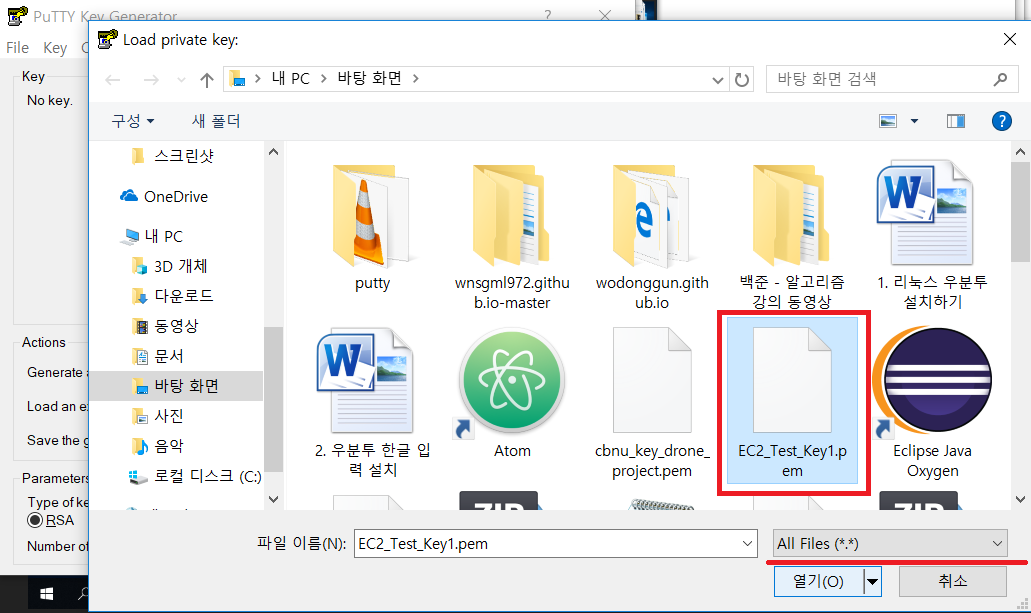 PuTTY Key Generator
?
File Key
Load private key:
내 PC
바탕 화면
바탕 화면 검색
구성
새 폴더
?
Key
No key.
Actions
Generate
Load an
Save the
Parameters
Type of
RSA
Number of
스크린샷
OneDrive
내 PC
3D 개체
다운로드
동영상
문서
바탕 화면
사진
음악
로컬 디스크 (C:)
putty
wnsgml972.githu
b.io-master
wodonggun.gith
ub.io
백준 - 알고리즘
강의 동영상
1. 리눅스 우분투
설치하기
2. 우분투 한글 입
력 설치
Atom
cbnu_key_drone_
project.pem
EC2_Test_Key1.p
em
Eclipse Java
Oxygen
파일 이름(N):
EC2_Test_Key1.pem
All Files (*.*)
열기(O)
취소